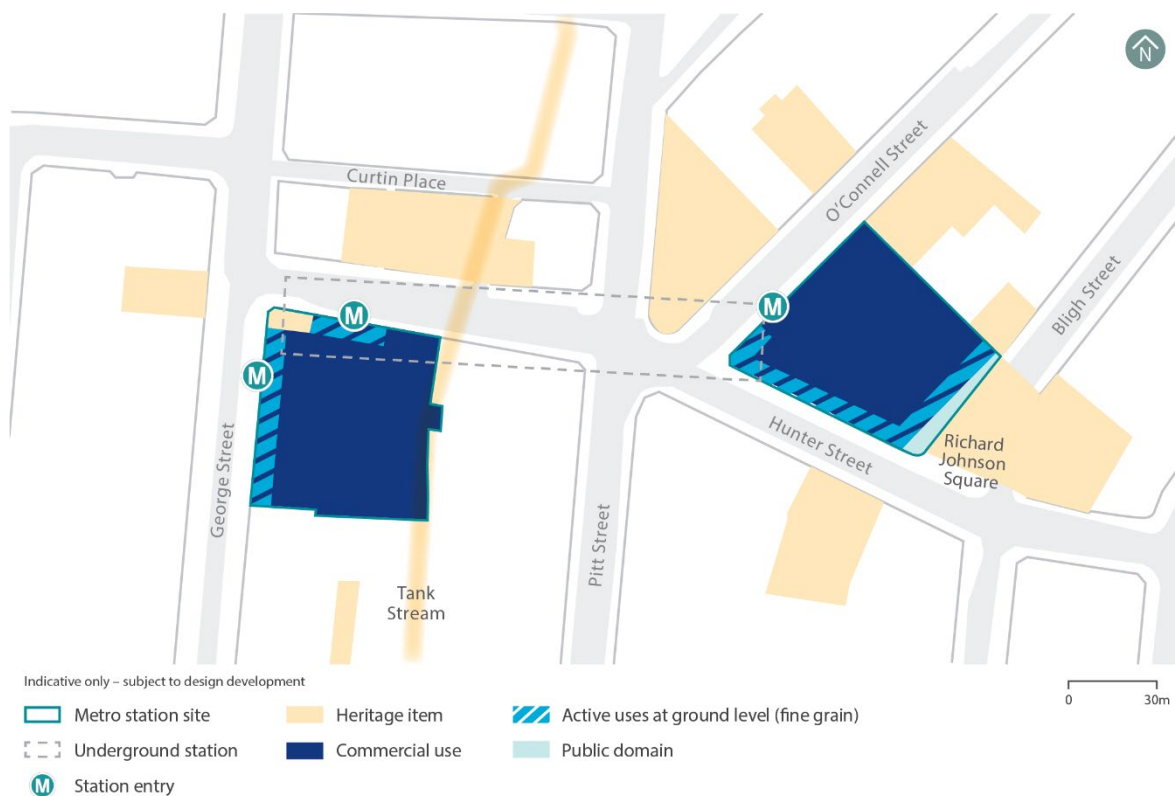 N
O'Connell Street
Curtin Place
Bligh Street
M
M
M
Hunter Street
Richard
Johnson
Square
George Street
Pitt Street
Tank
Stream
Indicative only – subject to design development
Metro station site
Heritage item
Active uses at ground level (fine grain)
0 30m
Underground station
Commercial use
Public domain
M Station entry